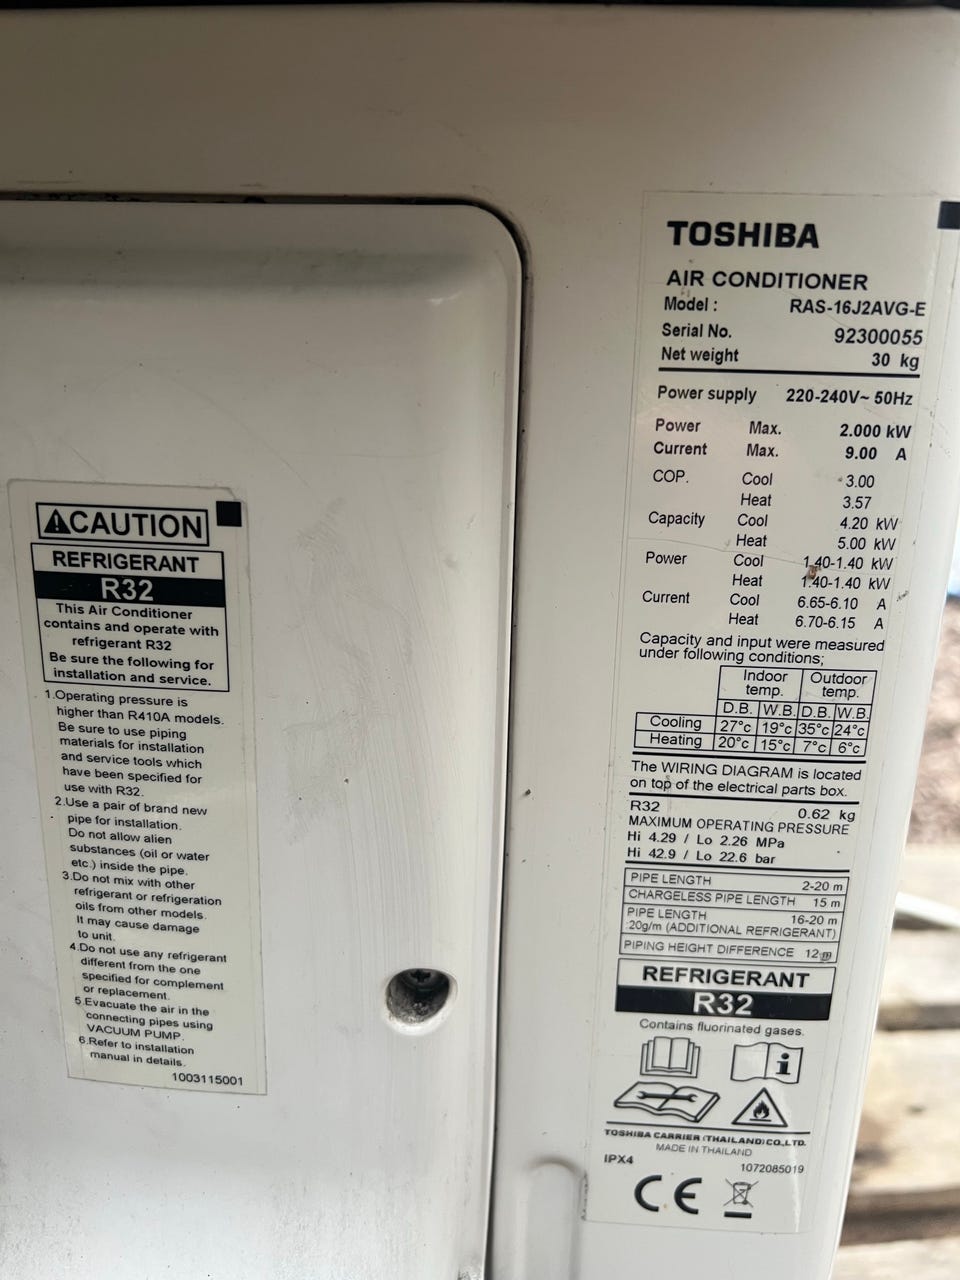 CAUTION
REFRIGERANT
R32
This Air Conditioner
contains and operate with
refrigerant R32
Be sure the following for
installation and service.
1.Operating pressure is
higher than R410A models.
Be sure to use piping
materials for installation
and service tools which
have been specified for
use with R32.
2.Use a pair of brand new
pipe for installation.
Do not allow alien
substances (oil or water
etc.) inside the pipe.
3.Do not mix with other
refrigerant or refrigeration
oils from other models.
It may cause damage
to unit.
4.Do not use any refrigerant
different from the one
specified for complement
or replacement.
5.Evacuate the air in the
connecting pipes using
VACUUM PUMP.
6.Refer to installation
manual in details.
1003115001
TOSHIBA
AIR CONDITIONER
Model : RAS-16J2AVG-E
Serial No. 92300055
Net weight 30 kg
Power supply 220-240V~ 50Hz
Power Max. 2.000 kW
Current Max. 9.00 A
COP. Cool 3.00
Heat 3.57
Capacity Cool 4.20 kW
Heat 5.00 kW
Power Cool 1.40-1.40 kW
Heat 1.40-1.40 kW
Current Cool 6.65-6.10 A
Heat 6.70-6.15 A
Capacity and input were measured
under following conditions;
Indoor temp. Outdoor temp.
D.B. W.B. D.B. W.B.
Cooling 27°c 19°c 35°c 24°c
Heating 20°c 15°c 7°c 6°c
The WIRING DIAGRAM is located
on top of the electrical parts box.
R32 0.62 kg
MAXIMUM OPERATING PRESSURE
Hi 4.29 / Lo 2.26 MPa
Hi 42.9 / Lo 22.6 bar
PIPE LENGTH 2-20 m
CHARGELESS PIPE LENGTH 15 m
PIPE LENGTH 16-20 m
:20g/m (ADDITIONAL REFRIGERANT)
PIPING HEIGHT DIFFERENCE 12 m
REFRIGERANT
R32
Contains fluorinated gases.
TOSHIBA CARRIER (THAILAND) CO.,LTD.
MADE IN THAILAND
IPX4 1072085019
CE